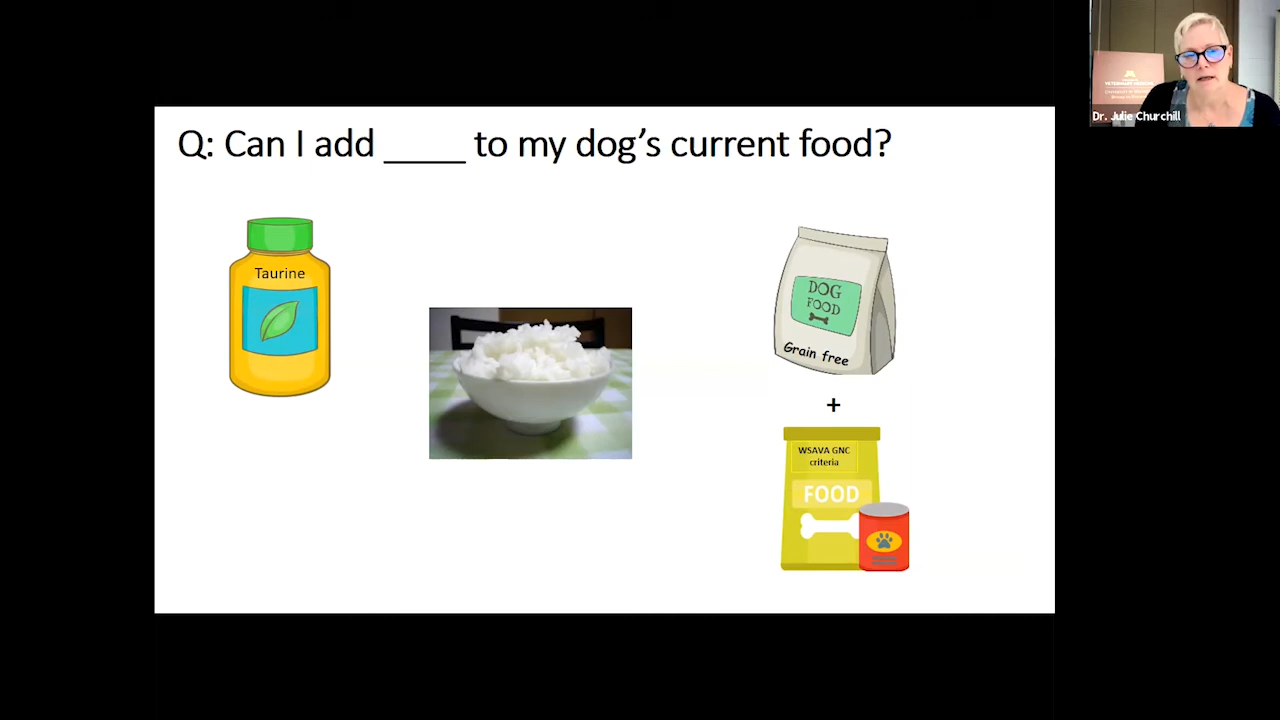 Q: Can I add ____ to my dog's current food?
Taurine
DOG
FOOD
Grain free
+
WSAVA GNC
criteria
FOOD
Dr. Julie Churchill